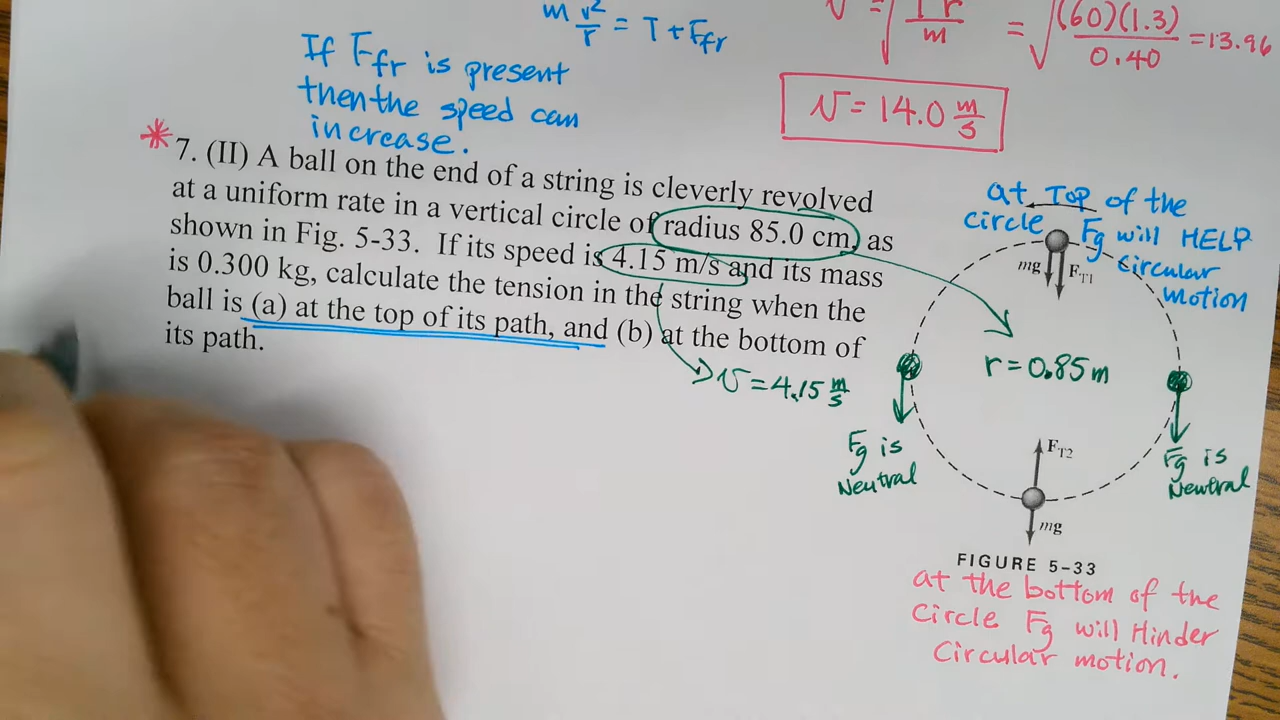 m v²/r = T + Ffr
If Ffr is present
then the speed can
increase.
√(T r/m) = √((60)(1.3)/0.40) = 13.96
v = 14.0 m/s
*7. (II) A ball on the end of a string is cleverly revolved
at a uniform rate in a vertical circle of radius 85.0 cm, as
shown in Fig. 5-33. If its speed is 4.15 m/s and its mass
is 0.300 kg, calculate the tension in the string when the
ball is (a) at the top of its path, and (b) at the bottom of
its path.
v = 4.15 m/s
at Top of the
circle Fg will HELP
Circular
motion
mg
FT1
r = 0.85 m
Fg is
Neutral
Fg is
Neutral
FT2
mg
FIGURE 5-33
at the bottom of the
Circle Fg will Hinder
Circular motion.